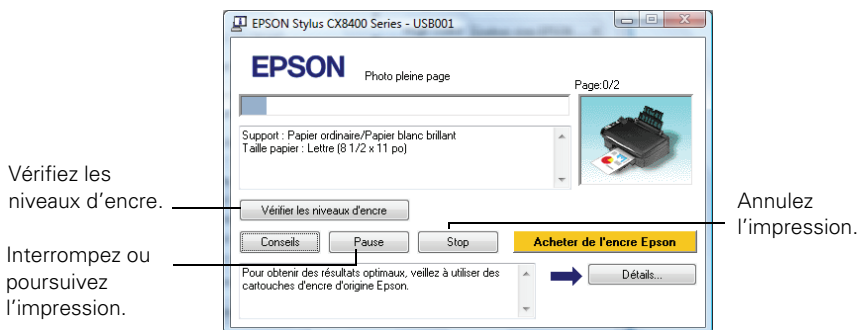 EPSON Stylus CX8400 Series - USB001
EPSON
Photo pleine page
Page:0/2
Support : Papier ordinaire/Papier blanc brillant
Taille papier : Lettre (8 1/2 x 11 po)
Vérifiez les
niveaux d'encre.
Vérifier les niveaux d'encre
Annulez
l'impression.
Conseils
Pause
Stop
Acheter de l'encre Epson
Interrompez ou
poursuivez
l'impression.
Pour obtenir des résultats optimaux, veillez à utiliser des
cartouches d'encre d'origine Epson.
Détails...